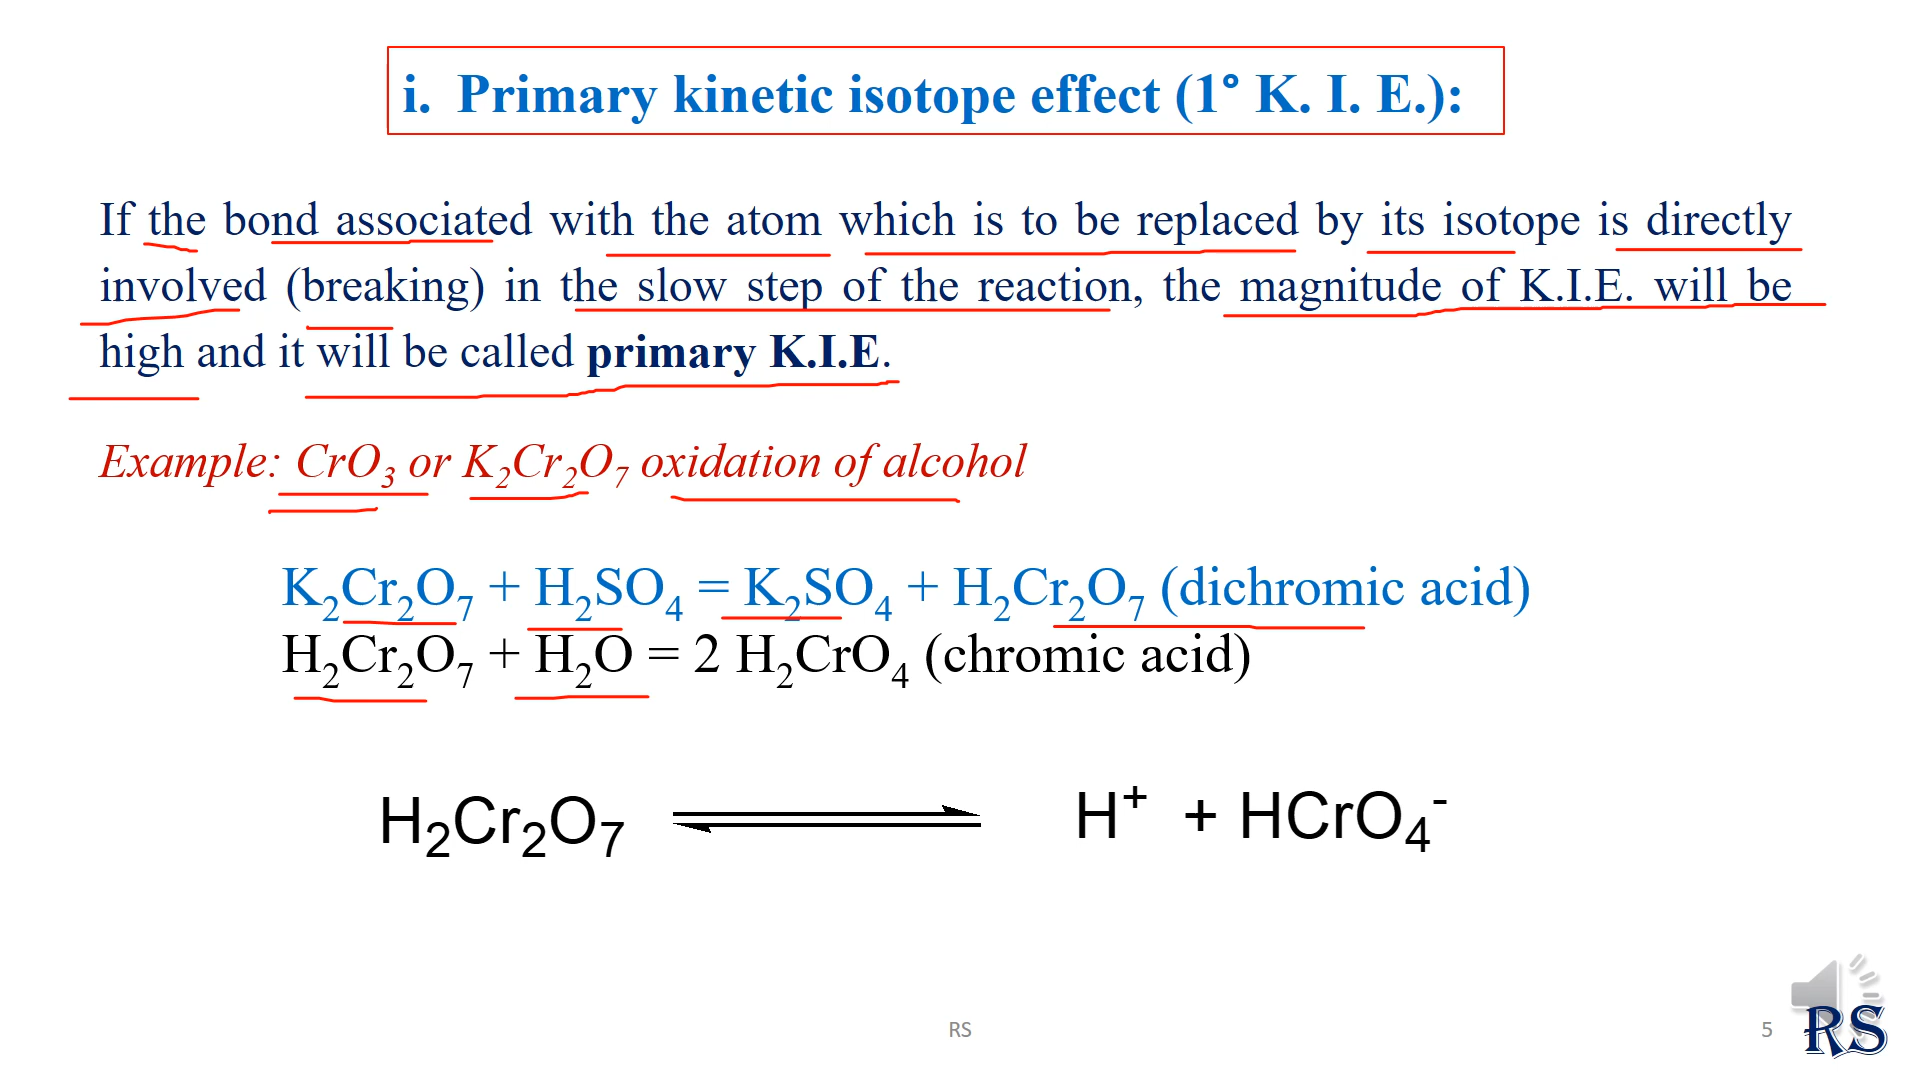 i. Primary kinetic isotope effect (1° K. I. E.):
If the bond associated with the atom which is to be replaced by its isotope is directly
involved (breaking) in the slow step of the reaction, the magnitude of K.I.E. will be
high and it will be called primary K.I.E.
Example: CrO₃ or K₂Cr₂O₇ oxidation of alcohol
K₂Cr₂O₇ + H₂SO₄ = K₂SO₄ + H₂Cr₂O₇ (dichromic acid)
H₂Cr₂O₇ + H₂O = 2 H₂CrO₄ (chromic acid)
H₂Cr₂O₇ ⇌ H⁺ + HCrO₄⁻
RS
5
RS